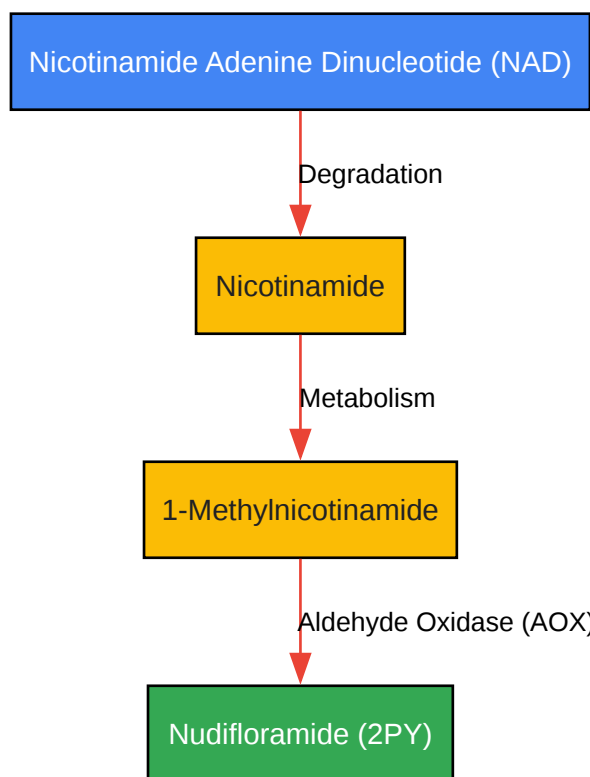 Nicotinamide Adenine Dinucleotide (NAD)
Degradation
Nicotinamide
Metabolism
1-Methylnicotinamide
Aldehyde Oxidase (AOX)
Nudifloramide (2PY)